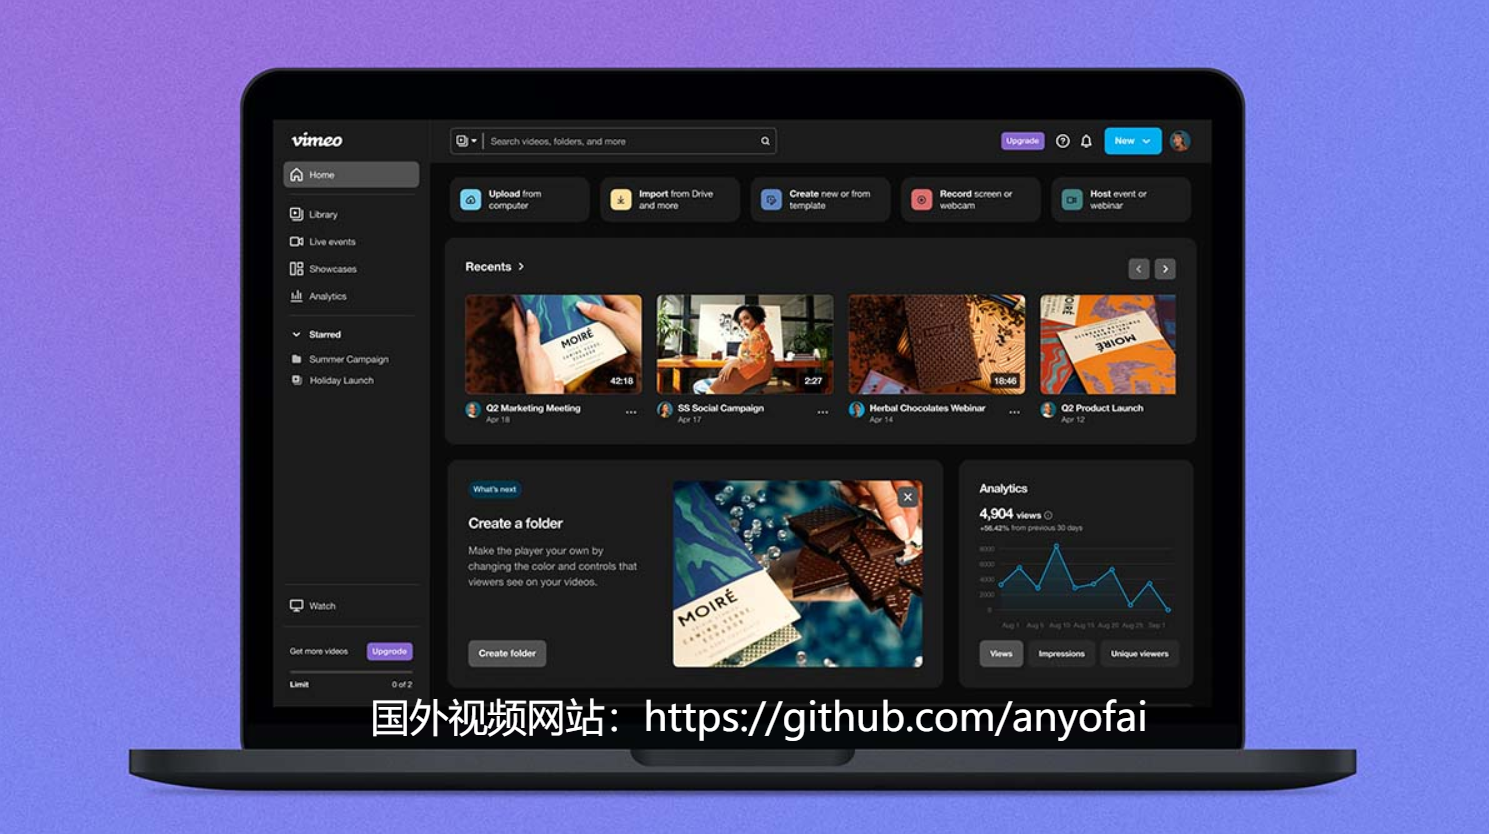 vimeo
Search videos, folders, and more
Upgrade
New
Home
Library
Live events
Showcases
Analytics
Starred
Summer Campaign
Holiday Launch
Watch
Get more videos
Upgrade
Limit
0 of 2
Upload from
computer
Import from Drive
and more
Create new or from
template
Record screen or
webcam
Host event or
webinar
Recents
MOIRÉ
42:18
2:27
18:46
MOIRÉ
Q2 Marketing Meeting
Apr 18
SS Social Campaign
Apr 17
Herbal Chocolates Webinar
Apr 14
Q2 Product Launch
Apr 12
What's next
Create a folder
Make the player your own by
changing the color and controls that
viewers see on your videos.
Create folder
MOIRÉ
CAMINO VERDE,
ECUADOR
Analytics
4,904 views
+56.42% from previous 30 days
8000
6000
4000
2000
0
Aug 1 Aug 5 Aug 10 Aug 15 Aug 20 Aug 25 Sep 1
Views
Impressions
Unique viewers
国外视频网站：https://github.com/anyofai